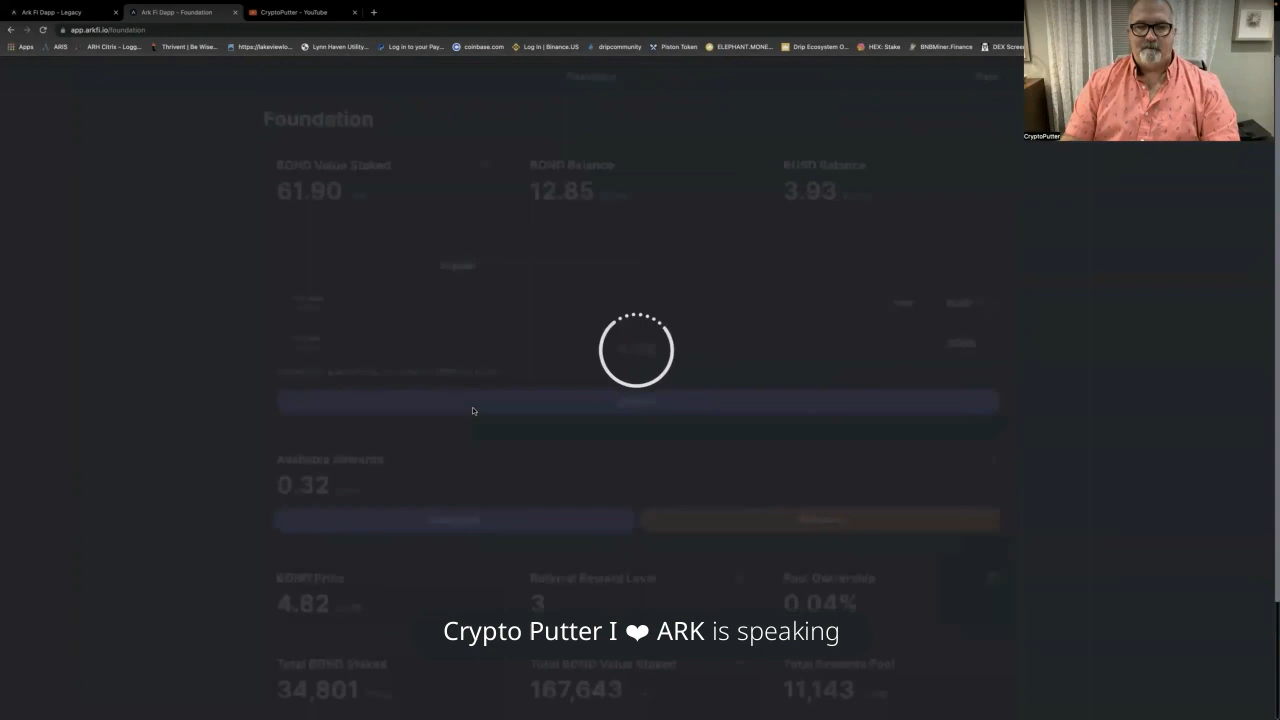 Ark Fi Dapp - Legacy
Ark Fi Dapp - Foundation
CryptoPutter - YouTube
app.arkfi.io/foundation
Apps
ARIS
ARH Citrix - Logg...
Thrivent | Be Wise...
https://lakeviewlo...
Lynn Haven Utility...
Log in to your Pay...
coinbase.com
Log In | Binance.US
dripcommunity
Piston Token
ELEPHANT.MONE...
Drip Ecosystem O...
HEX: Stake
BNBMiner.Finance
DEX Scree
CryptoPutter
Foundation
BOND Value Staked
BOND Balance
BUSD Balance
61.90
12.85
3.93
Available Rewards
0.32
BOND Price
Referral Reward Level
Pool Ownership
4.82
3
0.04%
Crypto Putter I ❤ ARK is speaking
Total BOND Staked
Total BOND Value Staked
Total Rewards Pool
34,801
167,643
11,143